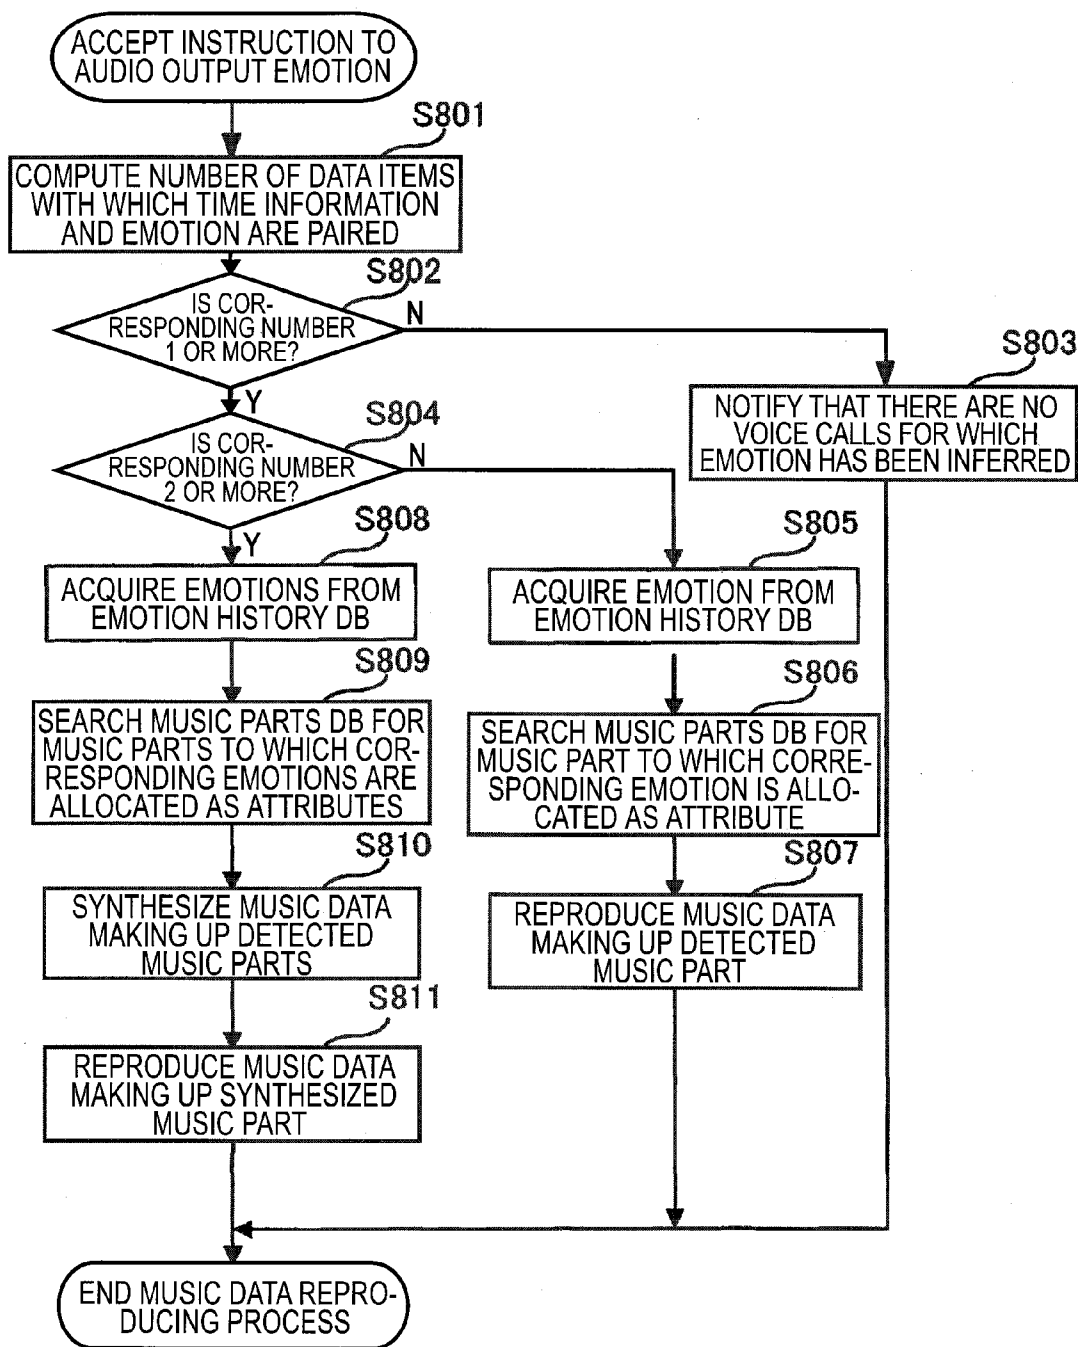 ACCEPT INSTRUCTION TO
AUDIO OUTPUT EMOTION
S801
COMPUTE NUMBER OF DATA ITEMS
WITH WHICH TIME INFORMATION
AND EMOTION ARE PAIRED
S802
IS COR-
RESPONDING NUMBER
1 OR MORE?
N
Y
S803
NOTIFY THAT THERE ARE NO
VOICE CALLS FOR WHICH
EMOTION HAS BEEN INFERRED
S804
IS COR-
RESPONDING NUMBER
2 OR MORE?
N
Y
S808
ACQUIRE EMOTIONS FROM
EMOTION HISTORY DB
S805
ACQUIRE EMOTION FROM
EMOTION HISTORY DB
S809
SEARCH MUSIC PARTS DB FOR
MUSIC PARTS TO WHICH COR-
RESPONDING EMOTIONS ARE
ALLOCATED AS ATTRIBUTES
S806
SEARCH MUSIC PARTS DB FOR
MUSIC PART TO WHICH CORRE-
SPONDING EMOTION IS ALLO-
CATED AS ATTRIBUTE
S810
SYNTHESIZE MUSIC DATA
MAKING UP DETECTED
MUSIC PARTS
S807
REPRODUCE MUSIC DATA
MAKING UP DETECTED
MUSIC PART
S811
REPRODUCE MUSIC DATA
MAKING UP SYNTHESIZED
MUSIC PART
END MUSIC DATA REPRO-
DUCING PROCESS